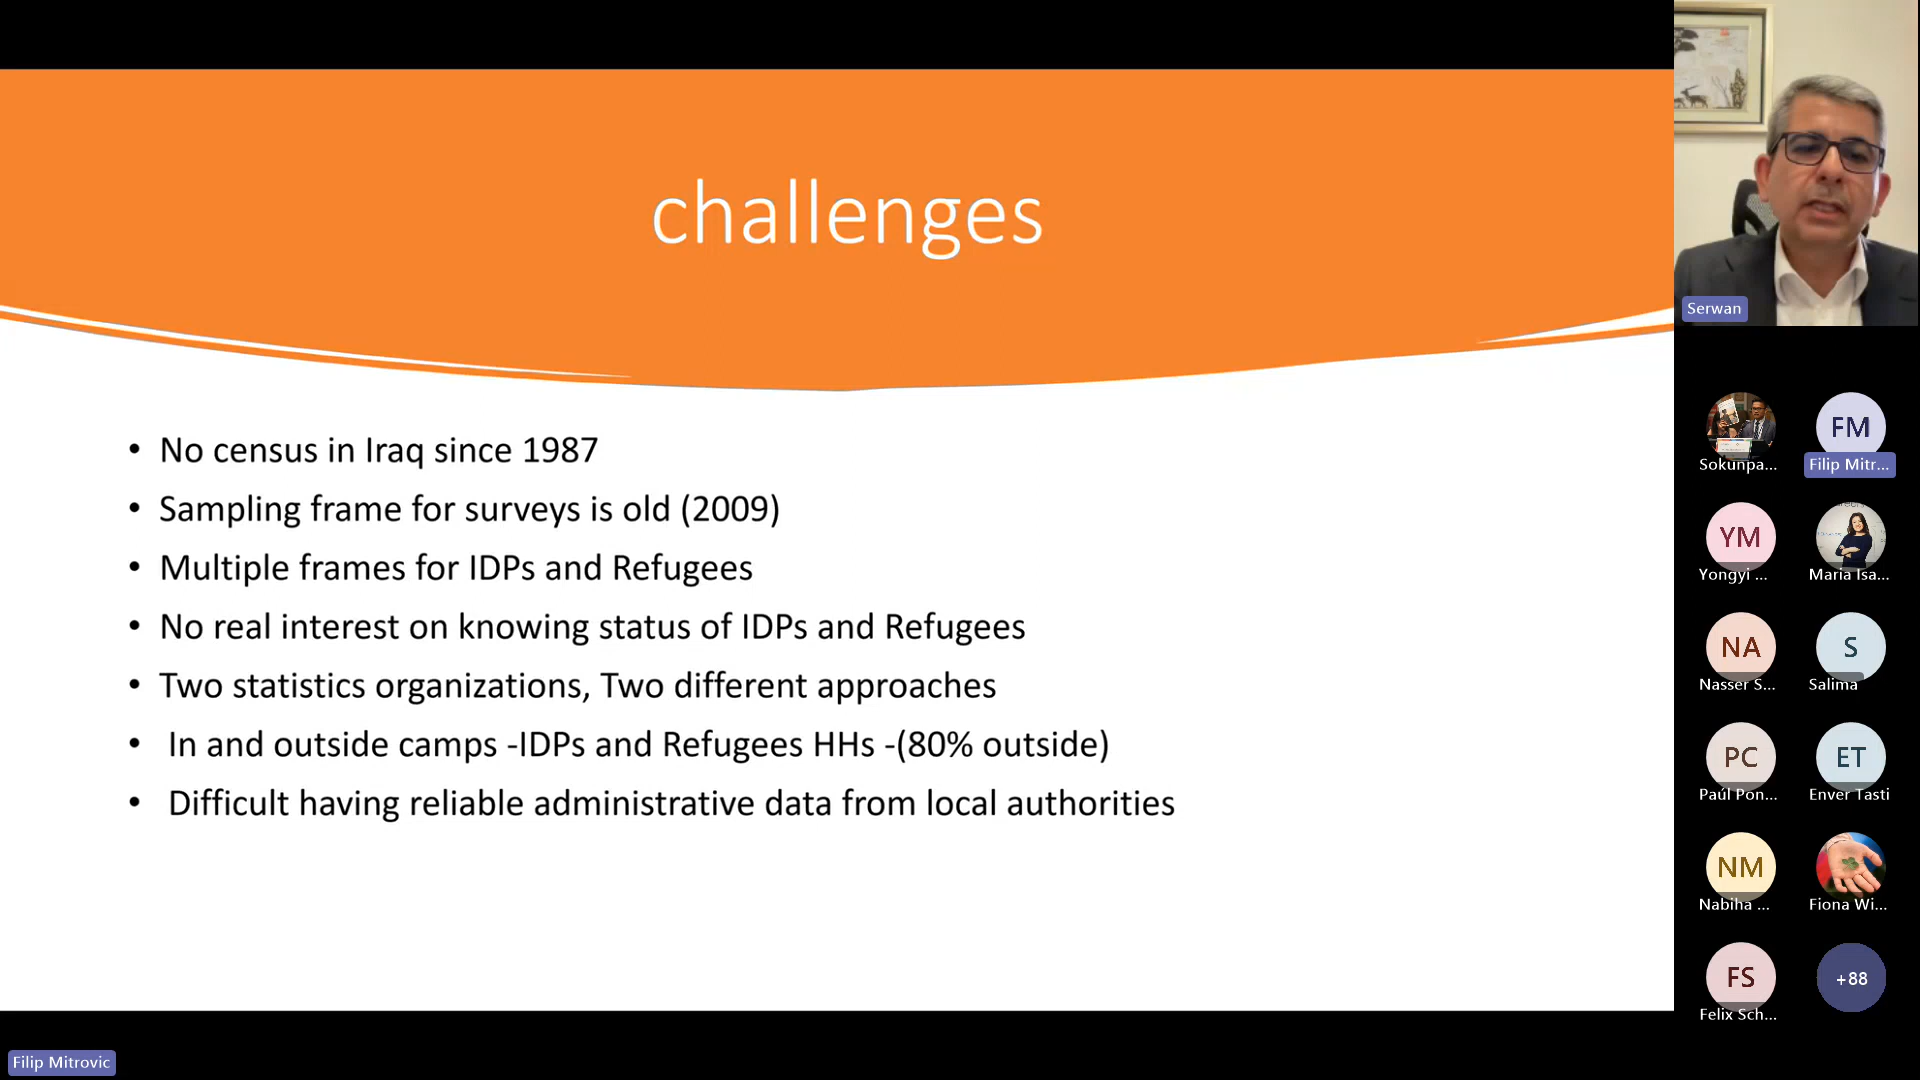 challenges
• No census in Iraq since 1987
• Sampling frame for surveys is old (2009)
• Multiple frames for IDPs and Refugees
• No real interest on knowing status of IDPs and Refugees
• Two statistics organizations, Two different approaches
• In and outside camps -IDPs and Refugees HHs -(80% outside)
• Difficult having reliable administrative data from local authorities
Serwan
Sokunpa...
FM
Filip Mitr...
YM
Yongyi ...
Maria Isa...
NA
Nasser S...
S
Salima
PC
Paúl Pon...
ET
Enver Tasti
NM
Nabiha ...
Fiona Wi...
FS
Felix Sch...
+88
Filip Mitrovic